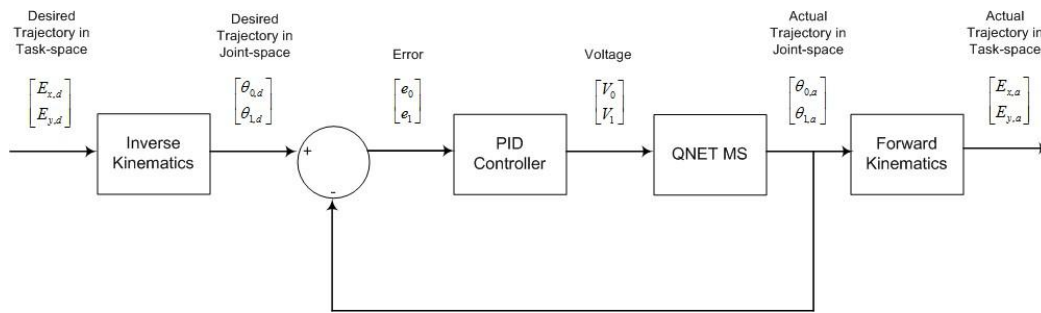 Desired
Trajectory in
Task-space
Desired
Trajectory in
Joint-space
Error
Voltage
Actual
Trajectory in
Joint-space
Actual
Trajectory in
Task-space
[E_{x,d}
E_{y,d}]
[θ_{0,d}
θ_{1,d}]
[e_0
e_1]
[V_0
V_1]
[θ_{0,a}
θ_{1,a}]
[E_{x,a}
E_{y,a}]
Inverse
Kinematics
+
-
PID
Controller
QNET MS
Forward
Kinematics